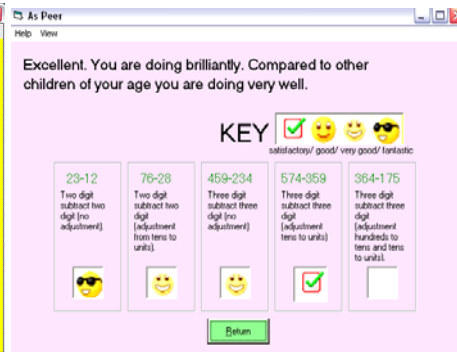 As Peer
Help View
Excellent. You are doing brilliantly. Compared to other
children of your age you are doing very well.
KEY
satisfactory/ good/ very good/ fantastic
23-12
Two digit
subtract two
digit (no
adjustment).
76-28
Two digit
subtract two
digit
(adjustment
from tens to
units).
459-234
Three digit
subtract three
digit (no
adjustment)
574-359
Three digit
subtract three
digit
(adjustment
tens to units)
364-175
Three digit
subtract three
digit
(adjustment
hundreds to
tens and tens
to units).
Return